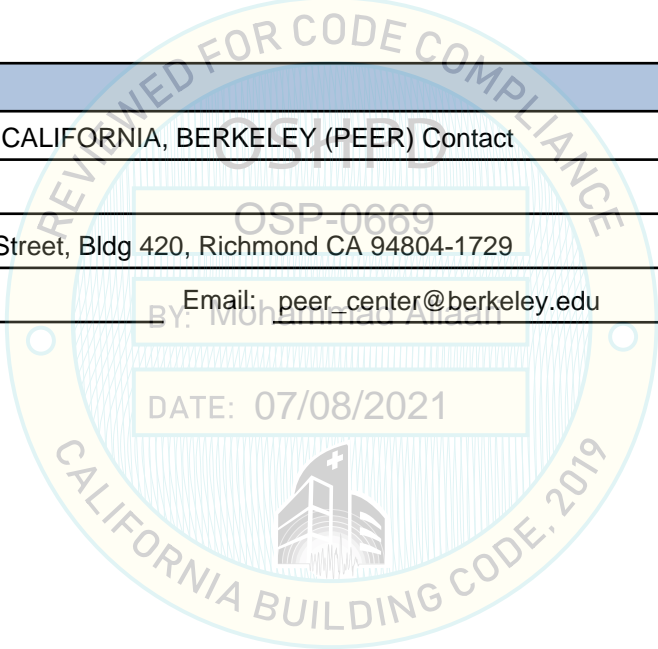 REVIEWED FOR CODE COMPLIANCE
CALIFORNIA, BERKELEY (PEER) Contact
OSHPD
OSP-0669
Street, Bldg 420, Richmond CA 94804-1729
Email: peer_center@berkeley.edu
BY: Mohammad
DATE: 07/08/2021
CALIFORNIA BUILDING CODE, 2019